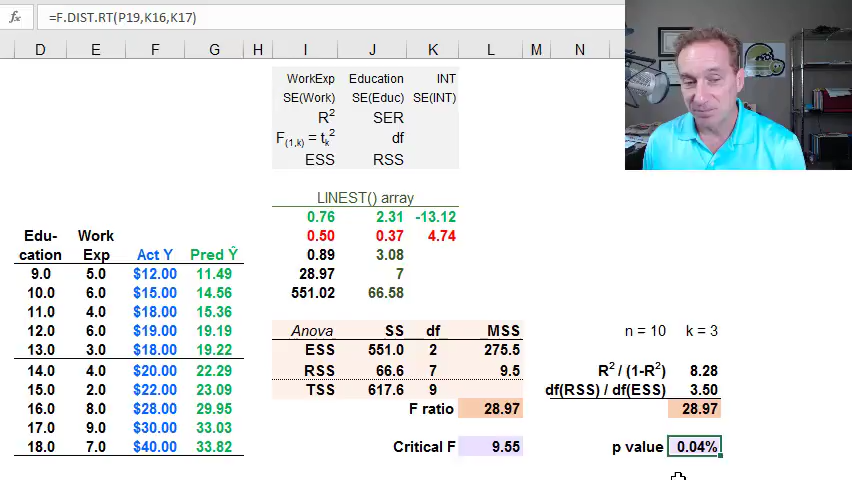 fx =F.DIST.RT(P19,K16,K17)
D E F G H I J K L M N
WorkExp Education INT
SE(Work) SE(Educ) SE(INT)
R² SER
F(1,k) = tk² df
ESS RSS
LINEST() array
0.76 2.31 -13.12
Edu- Work 0.50 0.37 4.74
cation Exp Act Y Pred Ŷ 0.89 3.08
9.0 5.0 $12.00 11.49 28.97 7
10.0 6.0 $15.00 14.56 551.02 66.58
11.0 4.0 $18.00 15.36
12.0 6.0 $19.00 19.19 Anova SS df MSS n = 10 k = 3
13.0 3.0 $18.00 19.22 ESS 551.0 2 275.5
14.0 4.0 $20.00 22.29 RSS 66.6 7 9.5 R² / (1-R²) 8.28
15.0 2.0 $22.00 23.09 TSS 617.6 9 df(RSS) / df(ESS) 3.50
16.0 8.0 $28.00 29.95 F ratio 28.97 28.97
17.0 9.0 $30.00 33.03
18.0 7.0 $40.00 33.82 Critical F 9.55 p value 0.04%